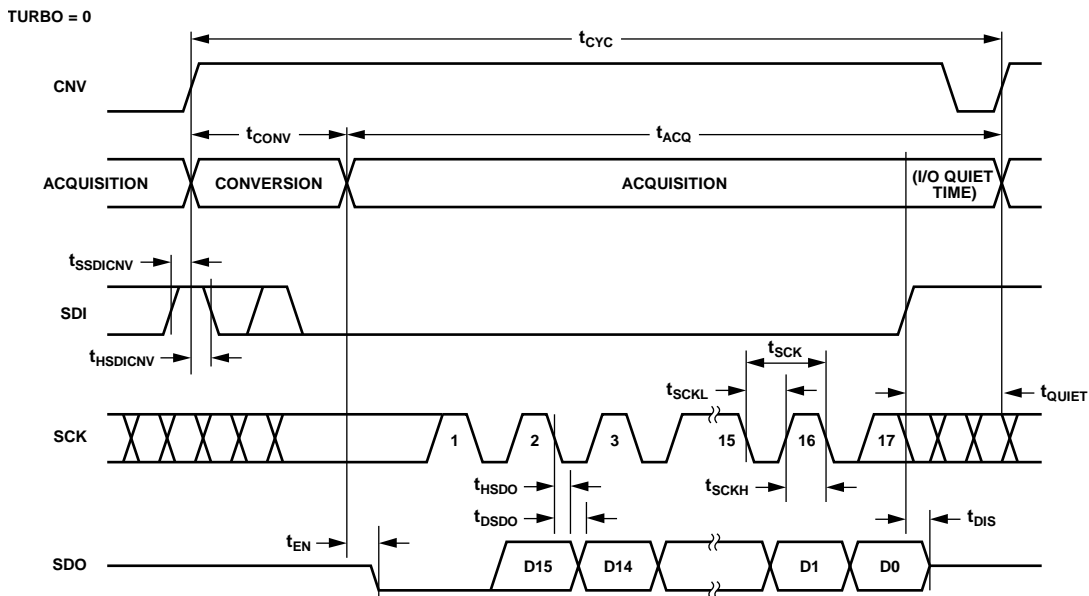 TURBO = 0
tCYC
CNV
tCONV
tACQ
ACQUISITION
CONVERSION
ACQUISITION
(I/O QUIET
TIME)
tSSDICNV
SDI
tHSDICNV
tSCK
tSCKL
tQUIET
SCK
1
2
3
15
16
17
tHSDO
tSCKH
tDSDO
tEN
tDIS
SDO
D15
D14
D1
D0